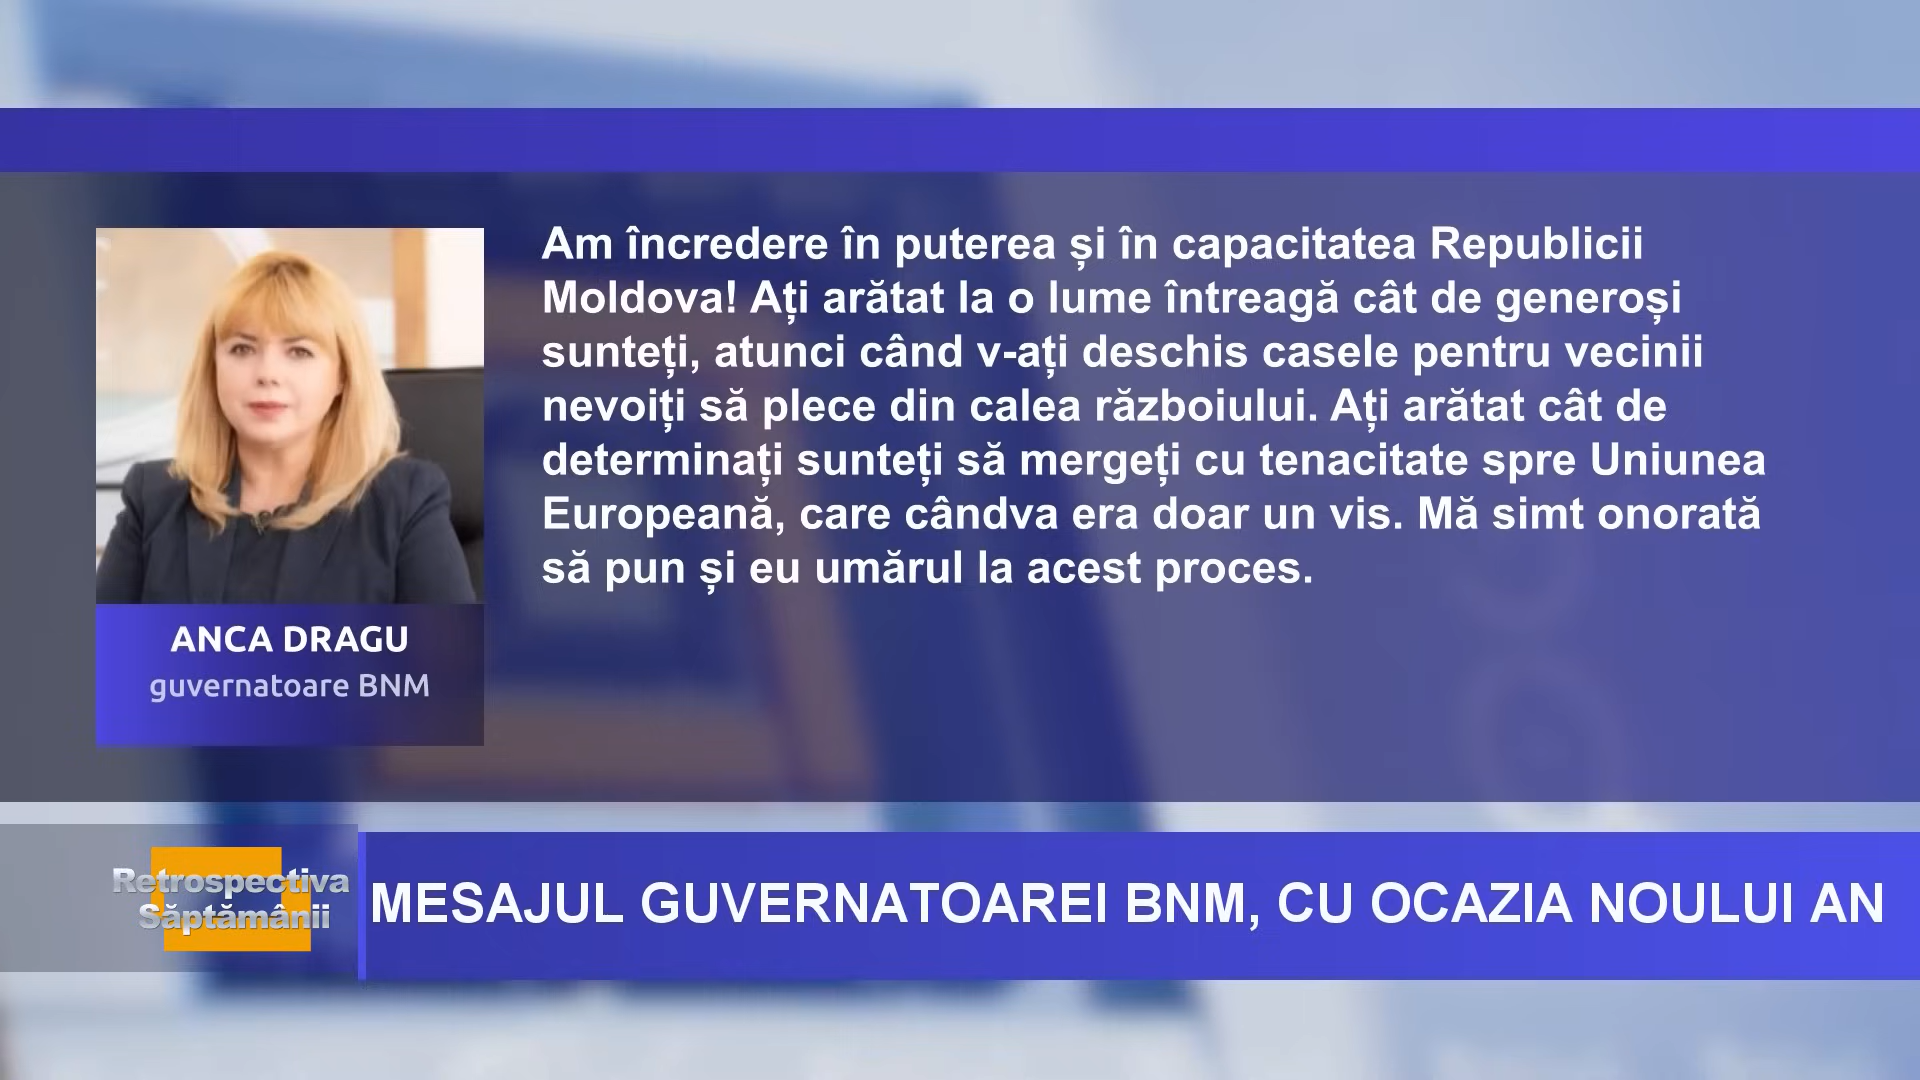 Am încredere în puterea și în capacitatea Republicii
Moldova! Ați arătat la o lume întreagă cât de generoși
sunteți, atunci când v-ați deschis casele pentru vecinii
nevoiți să plece din calea războiului. Ați arătat cât de
determinați sunteți să mergeți cu tenacitate spre Uniunea
Europeană, care cândva era doar un vis. Mă simt onorată
să pun și eu umărul la acest proces.
ANCA DRAGU
guvernatoare BNM
Retrospectiva
Săptămânii
MESAJUL GUVERNATOAREI BNM, CU OCAZIA NOULUI AN